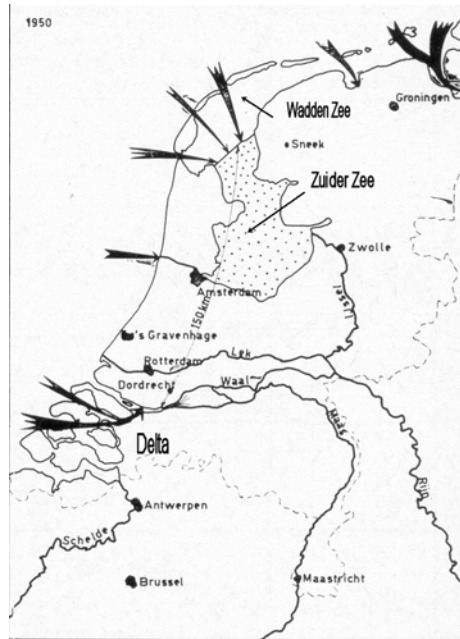 1950
Wadden Zee
Groningen
Sneek
Zuider Zee
Zwolle
Amsterdam
IJssel
150 km
's Gravenhage
Rotterdam
Lek
Dordrecht
Waal
Delta
Maas
Rijn
Antwerpen
Schelde
Brussel
Maastricht